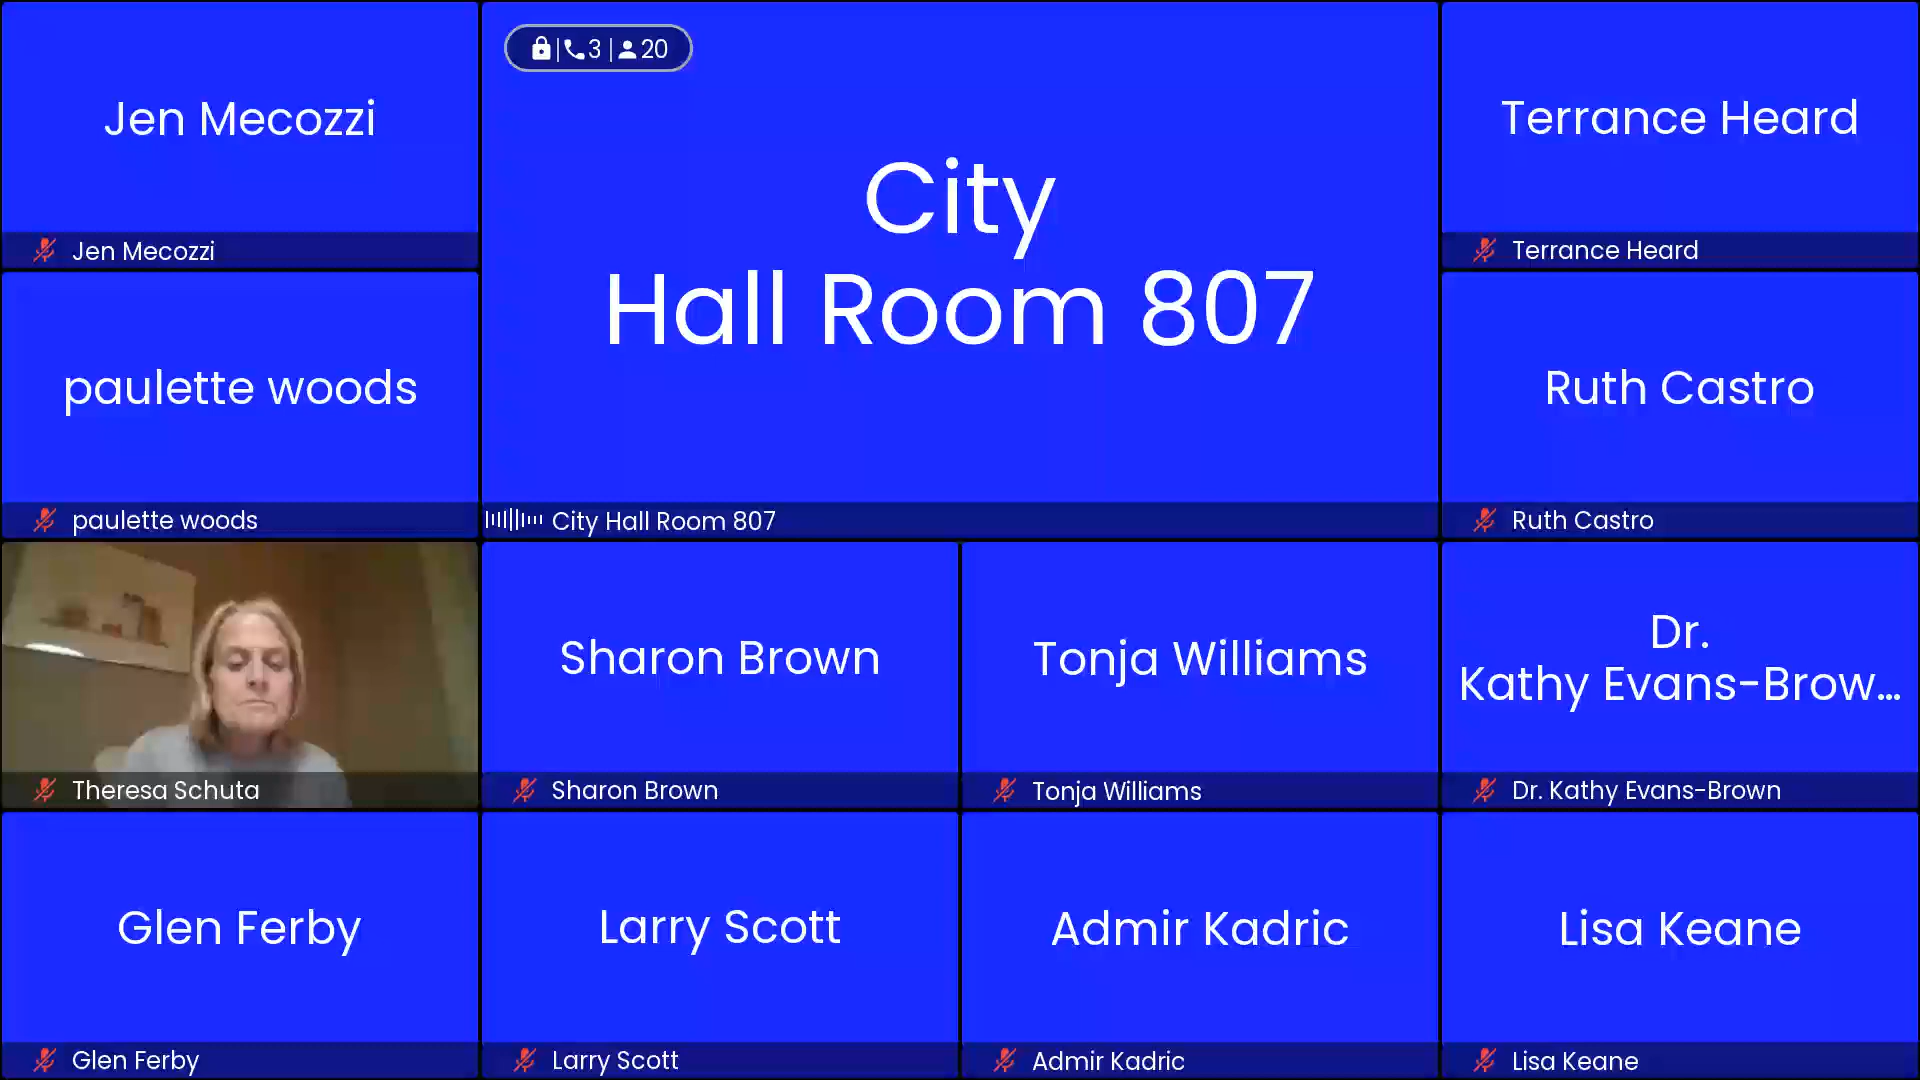 Jen Mecozzi
Jen Mecozzi
3
20
City
Hall Room 807
City Hall Room 807
Terrance Heard
Terrance Heard
paulette woods
paulette woods
Ruth Castro
Ruth Castro
Theresa Schuta
Sharon Brown
Sharon Brown
Tonja Williams
Tonja Williams
Dr.
Kathy Evans-Brow...
Dr. Kathy Evans-Brown
Glen Ferby
Glen Ferby
Larry Scott
Larry Scott
Admir Kadric
Admir Kadric
Lisa Keane
Lisa Keane